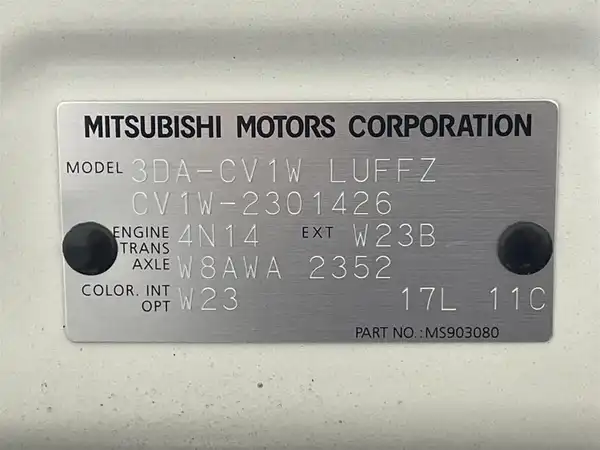 MITSUBISHI MOTORS CORPORATION
MODEL 3DA-CV1W LUFFZ
CV1W-2301426
ENGINE 4N14 EXT W23B
TRANS
AXLE W8AWA 2352
COLOR. INT W23 17L 11C
OPT
PART NO.:MS903080